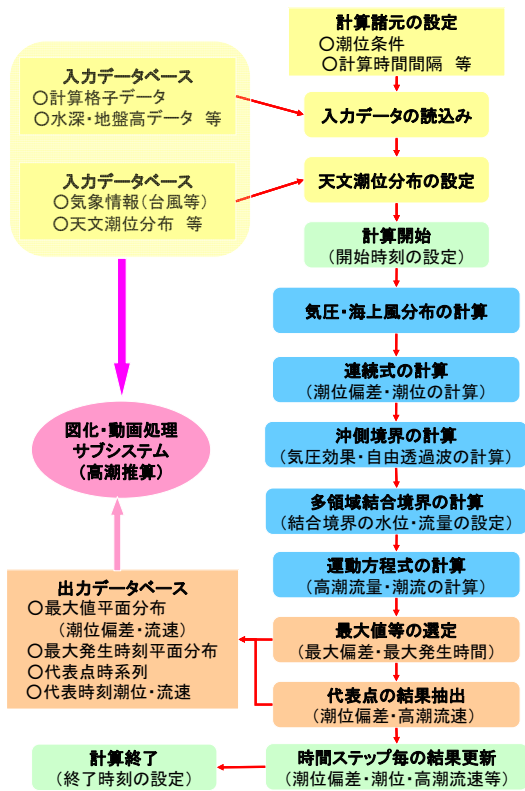 計算諸元の設定
○潮位条件
○計算時間間隔 等
入力データベース
○計算格子データ
○水深・地盤高データ 等
入力データの読込み
入力データベース
○気象情報(台風等)
○天文潮位分布 等
天文潮位分布の設定
計算開始
(開始時刻の設定)
気圧・海上風分布の計算
連続式の計算
(潮位偏差・潮位の計算)
図化・動画処理
サブシステム
(高潮推算)
沖側境界の計算
(気圧効果・自由透過波の計算)
多領域結合境界の計算
(結合境界の水位・流量の設定)
運動方程式の計算
(高潮流量・潮流の計算)
出力データベース
○最大値平面分布
(潮位偏差・流速)
○最大発生時刻平面分布
○代表点時系列
○代表時刻潮位・流速
最大値等の選定
(最大偏差・最大発生時間)
代表点の結果抽出
(潮位偏差・高潮流速)
時間ステップ毎の結果更新
(潮位偏差・潮位・高潮流速等)
計算終了
(終了時刻の設定)